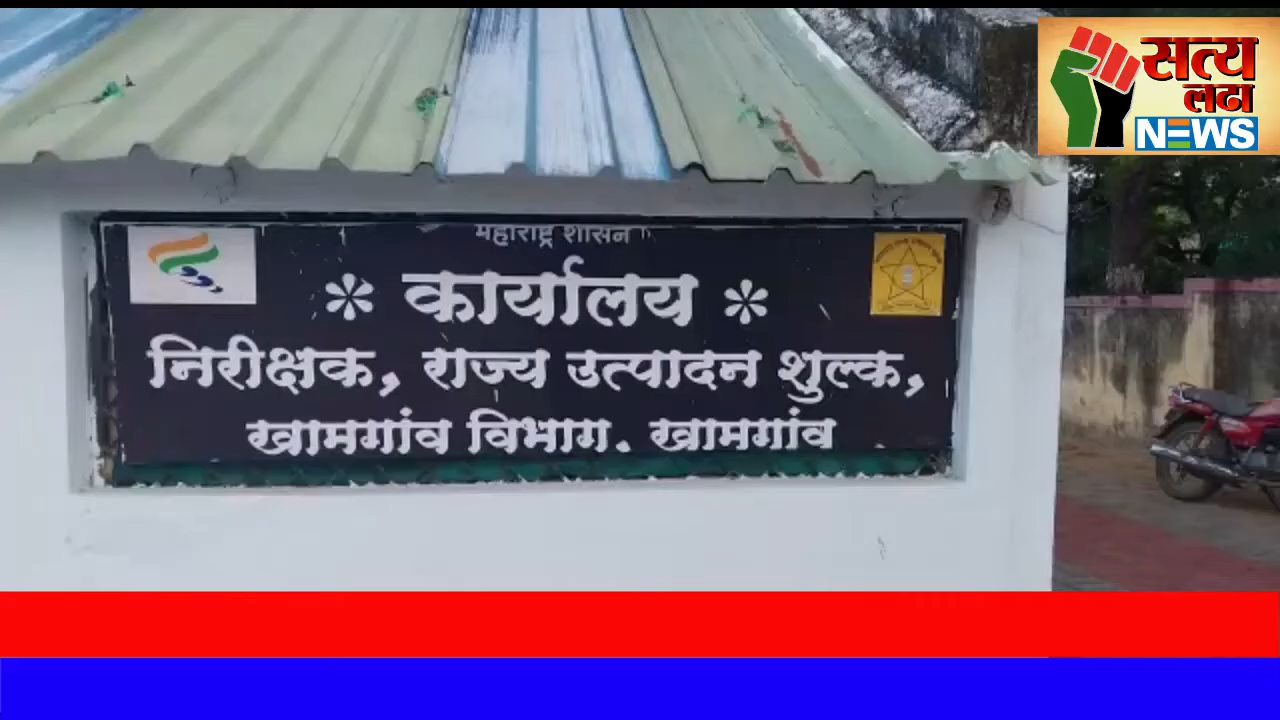 सत्य
लढा
NEWS
महाराष्ट्र शासन
* कार्यालय *
निरीक्षक, राज्य उत्पादन शुल्क,
खामगांव विभाग. खामगांव